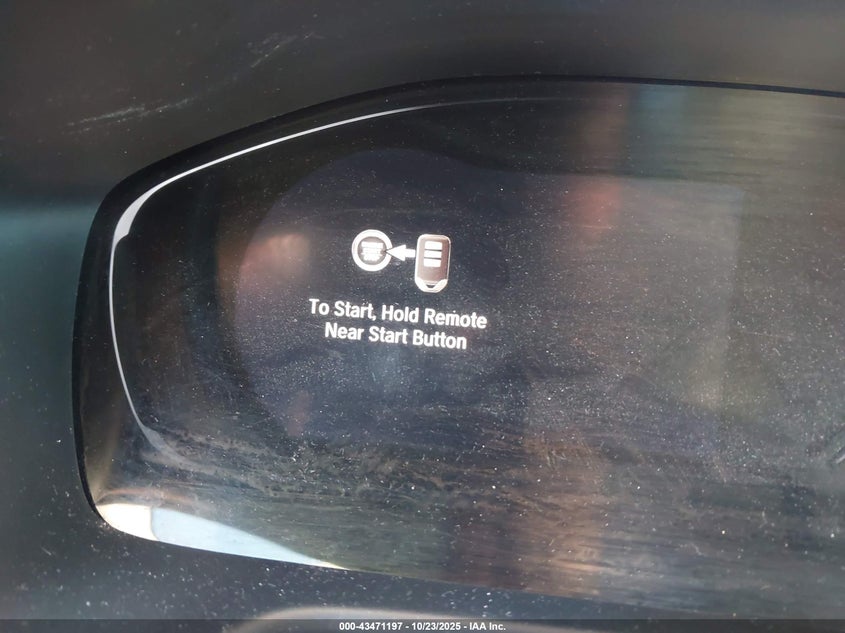 To Start, Hold Remote
Near Start Button
000-43471197 - 10/23/2025 - IAA Inc.